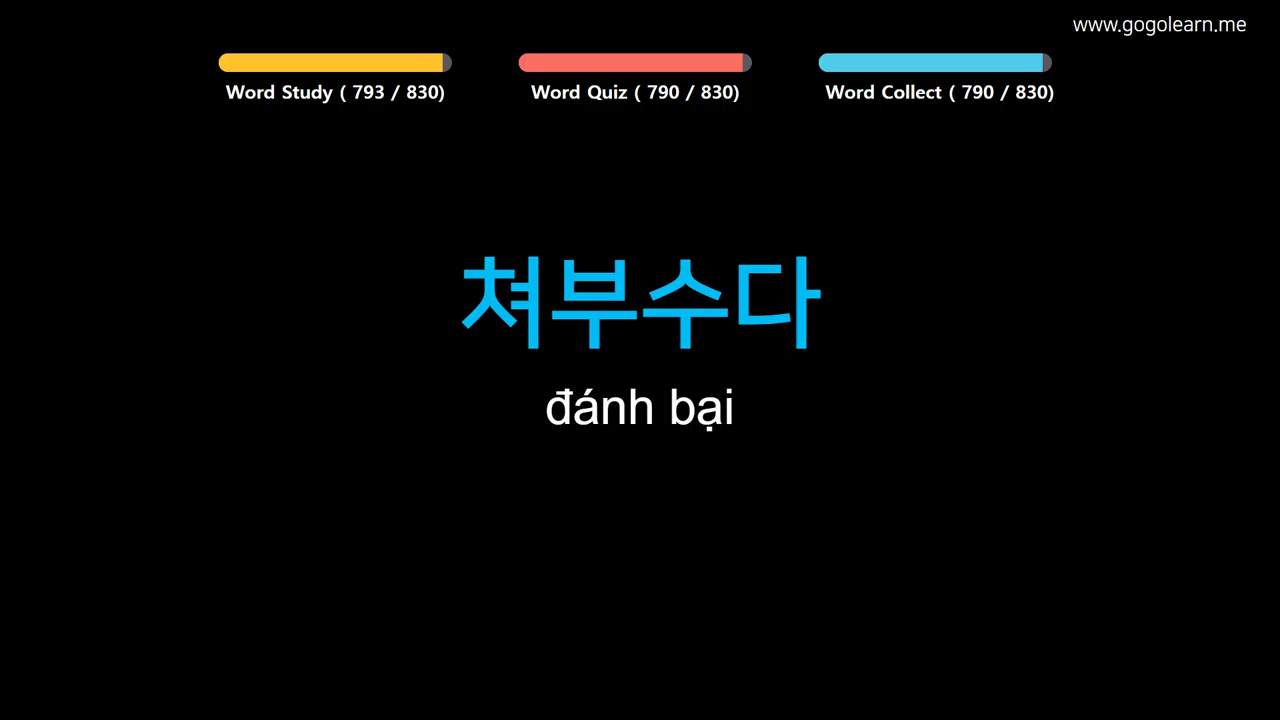 www.gogolearn.me
Word Study ( 793 / 830)
Word Quiz ( 790 / 830)
Word Collect ( 790 / 830)
쳐부수다
đánh bại